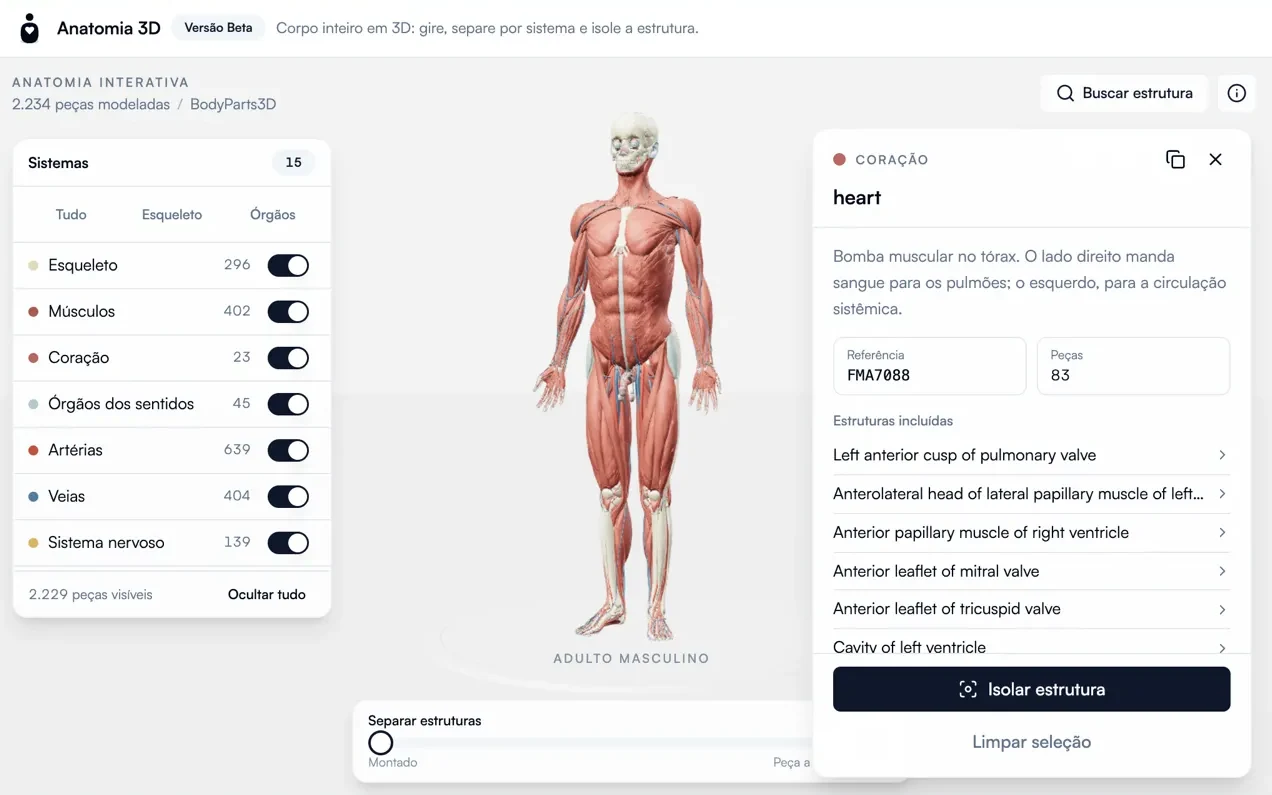 Anatomia 3D
Versão Beta
Corpo inteiro em 3D: gire, separe por sistema e isole a estrutura.
ANATOMIA INTERATIVA
2.234 peças modeladas / BodyParts3D
Buscar estrutura
Sistemas
15
Tudo
Esqueleto
Órgãos
Esqueleto 296
Músculos 402
Coração 23
Órgãos dos sentidos 45
Artérias 639
Veias 404
Sistema nervoso 139
2.229 peças visíveis
Ocultar tudo
ADULTO MASCULINO
Separar estruturas
Montado
Peça a
CORAÇÃO
heart
Bomba muscular no tórax. O lado direito manda
sangue para os pulmões; o esquerdo, para a circulação
sistêmica.
Referência
FMA7088
Peças
83
Estruturas incluídas
Left anterior cusp of pulmonary valve
Anterolateral head of lateral papillary muscle of left...
Anterior papillary muscle of right ventricle
Anterior leaflet of mitral valve
Anterior leaflet of tricuspid valve
Cavity of left ventricle
Isolar estrutura
Limpar seleção